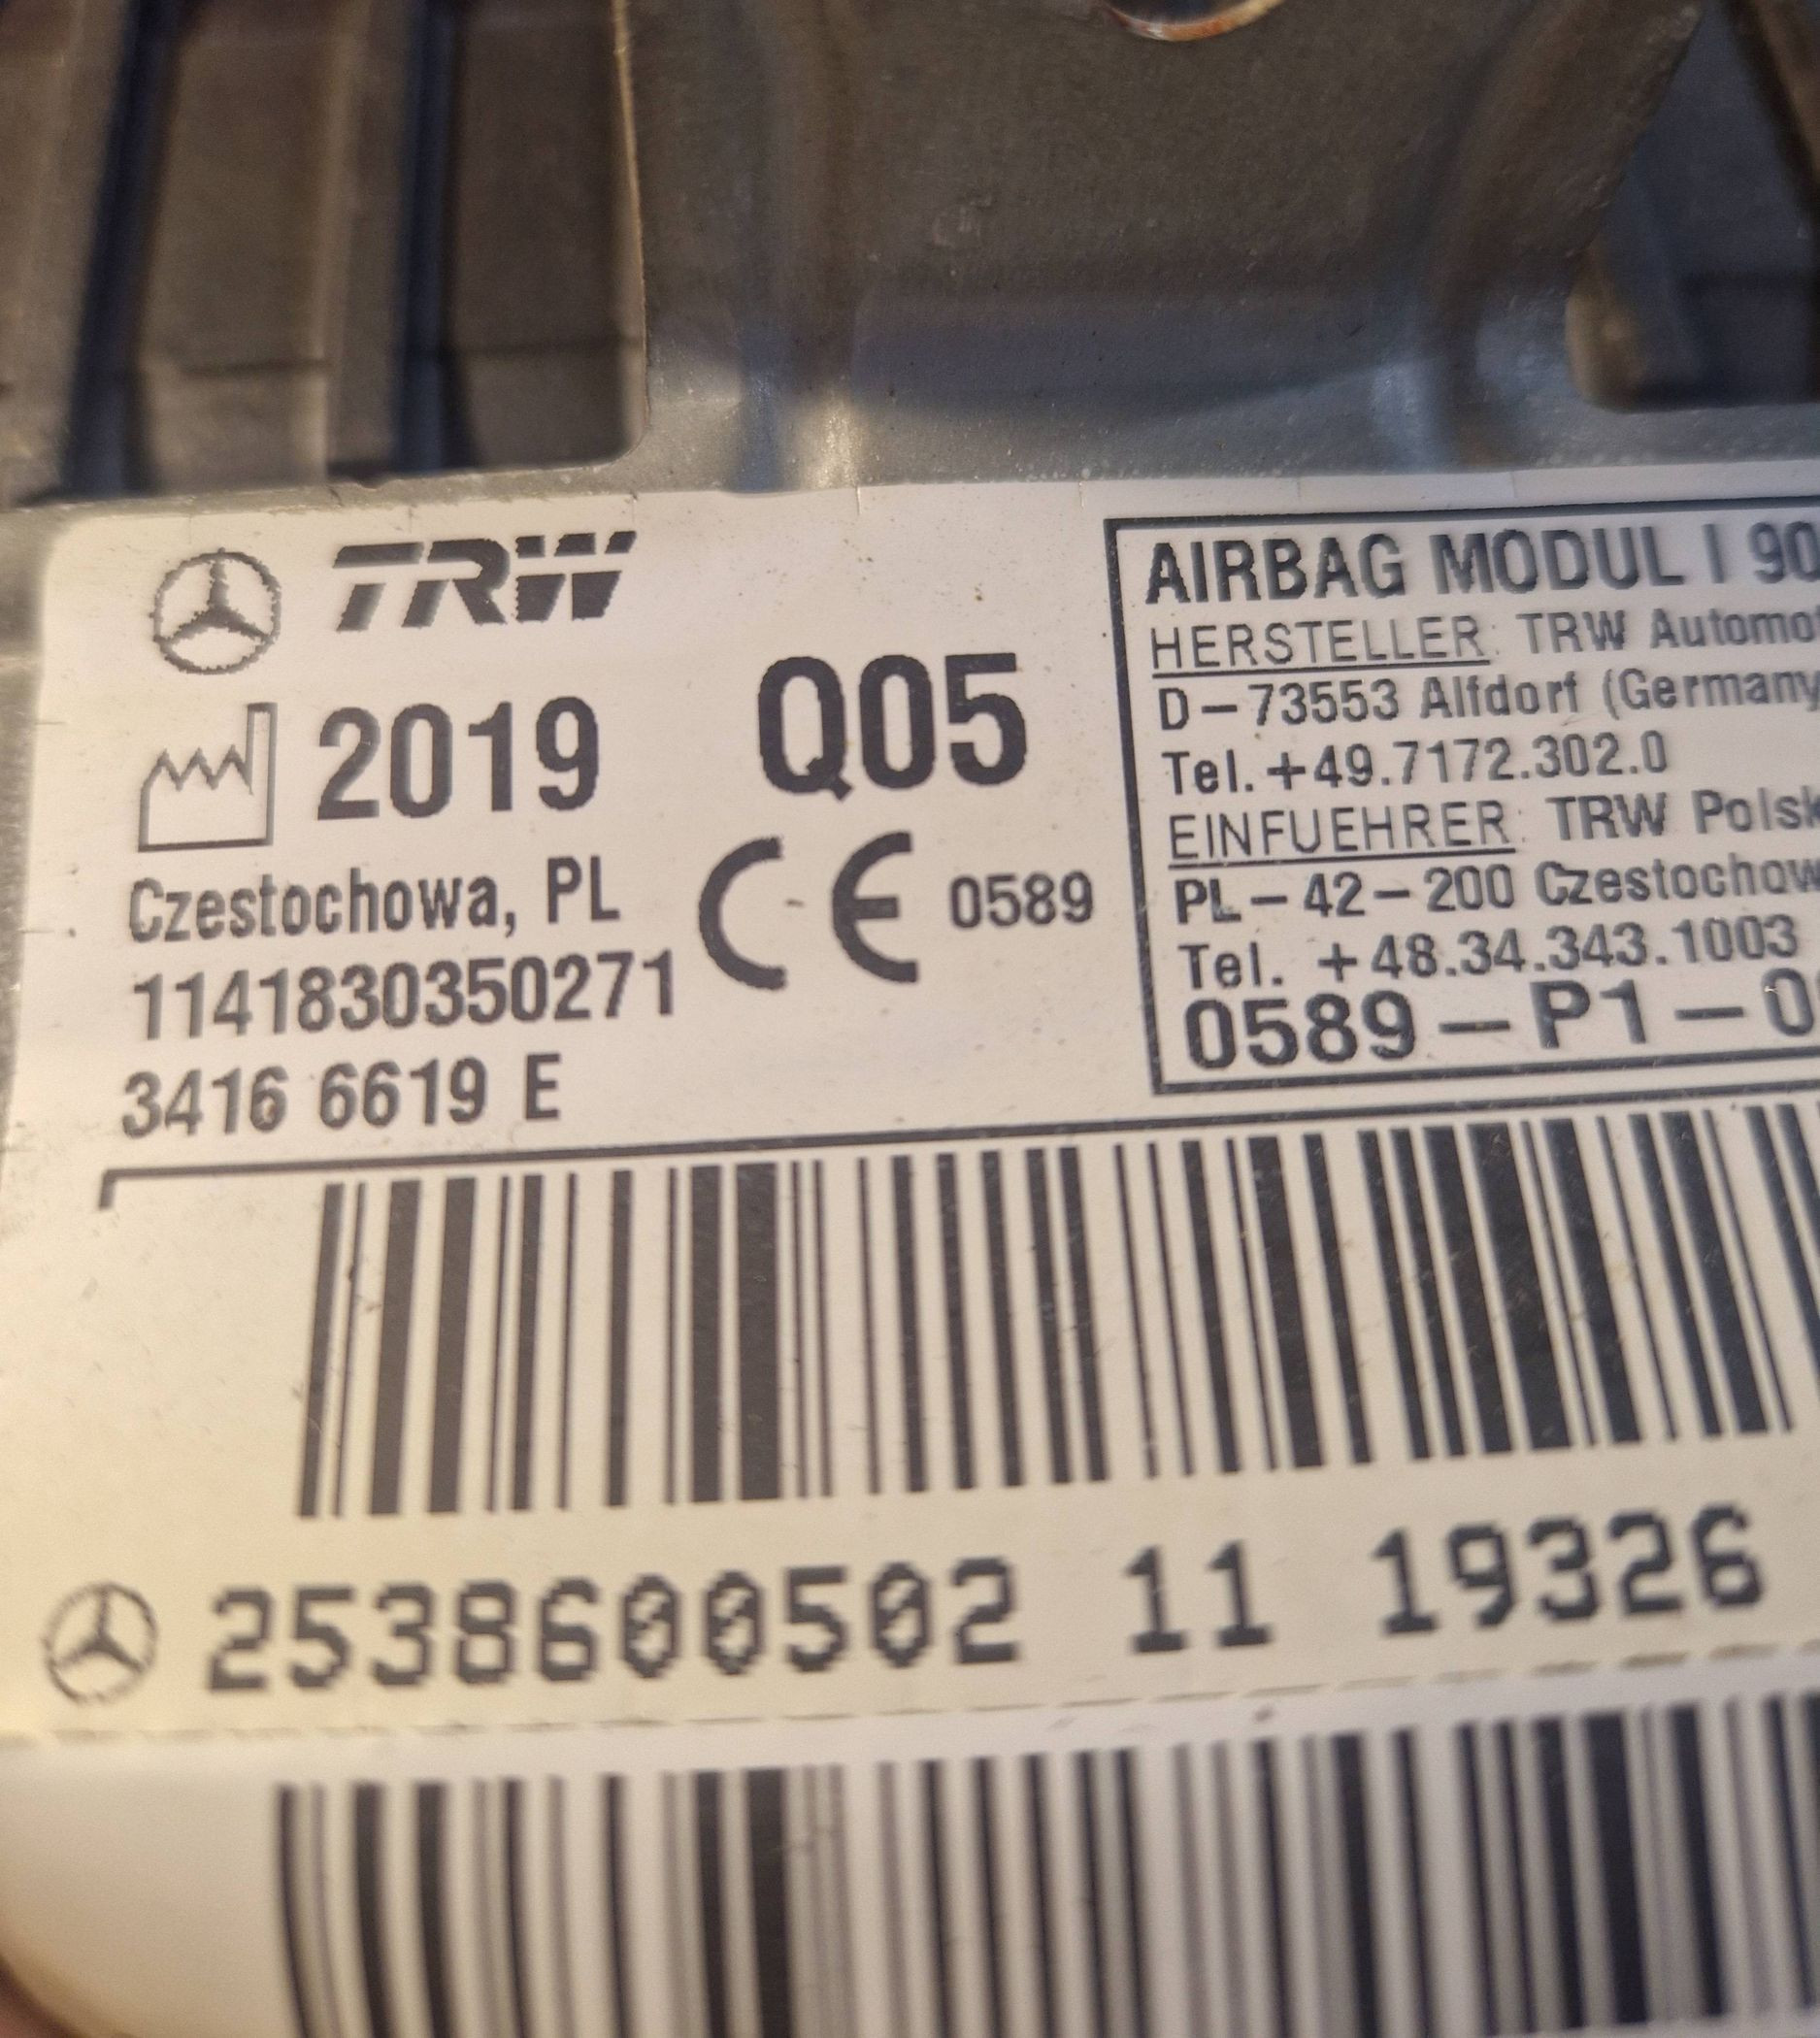 TRW
2019 Q05
Czestochowa, PL
CE 0589
1141830350271
3416 6619 E
AIRBAG MODUL I 90
HERSTELLER: TRW Automot
D-73553 Alfdorf (Germany
Tel.+49.7172.302.0
EINFUEHRER: TRW Polsk
PL-42-200 Czestochow
Tel. +48.34.343.1003
0589-P1-0
2538600502 11 19326